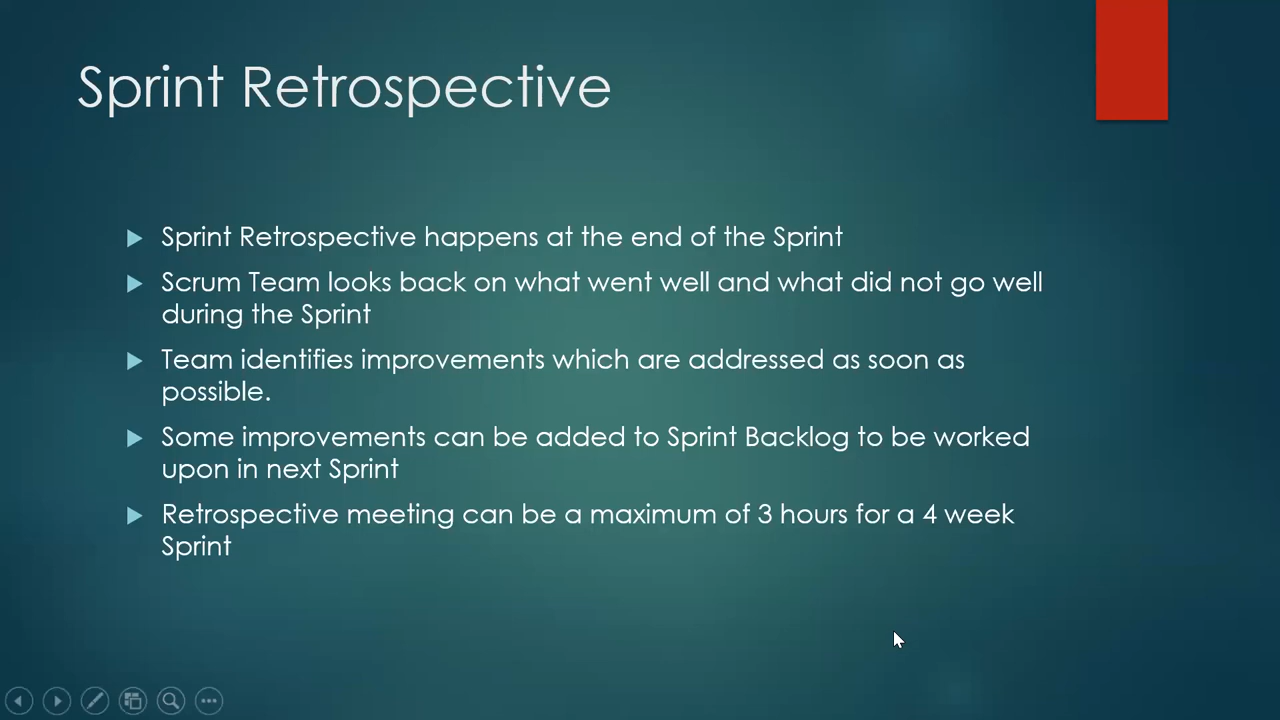 Sprint Retrospective
Sprint Retrospective happens at the end of the Sprint
Scrum Team looks back on what went well and what did not go well
during the Sprint
Team identifies improvements which are addressed as soon as
possible.
Some improvements can be added to Sprint Backlog to be worked
upon in next Sprint
Retrospective meeting can be a maximum of 3 hours for a 4 week
Sprint